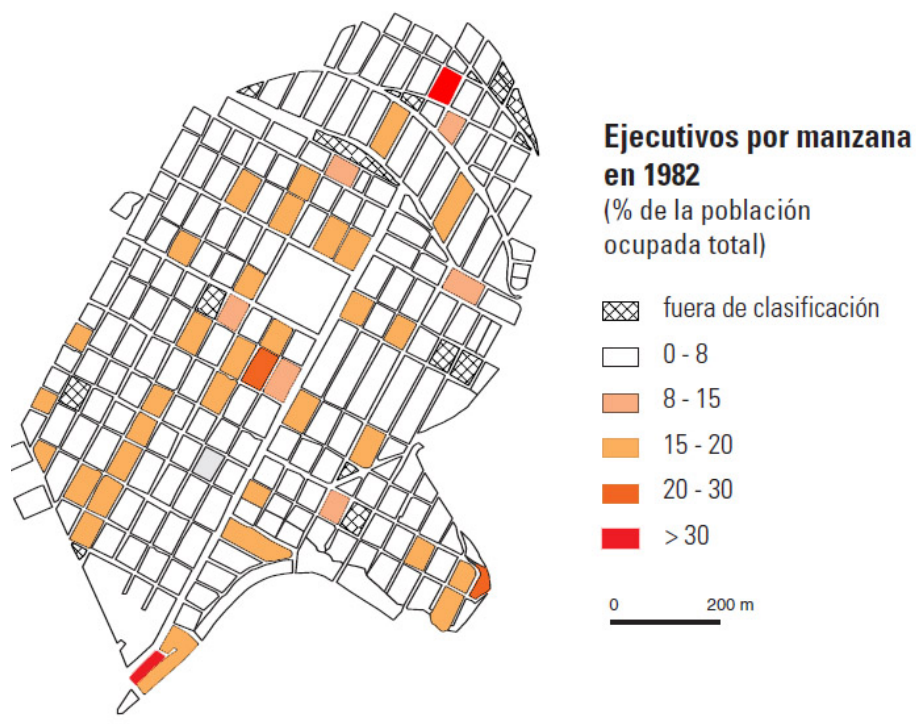 Ejecutivos por manzana
en 1982
(% de la población
ocupada total)
fuera de clasificación
0 - 8
8 - 15
15 - 20
20 - 30
> 30
0 200 m